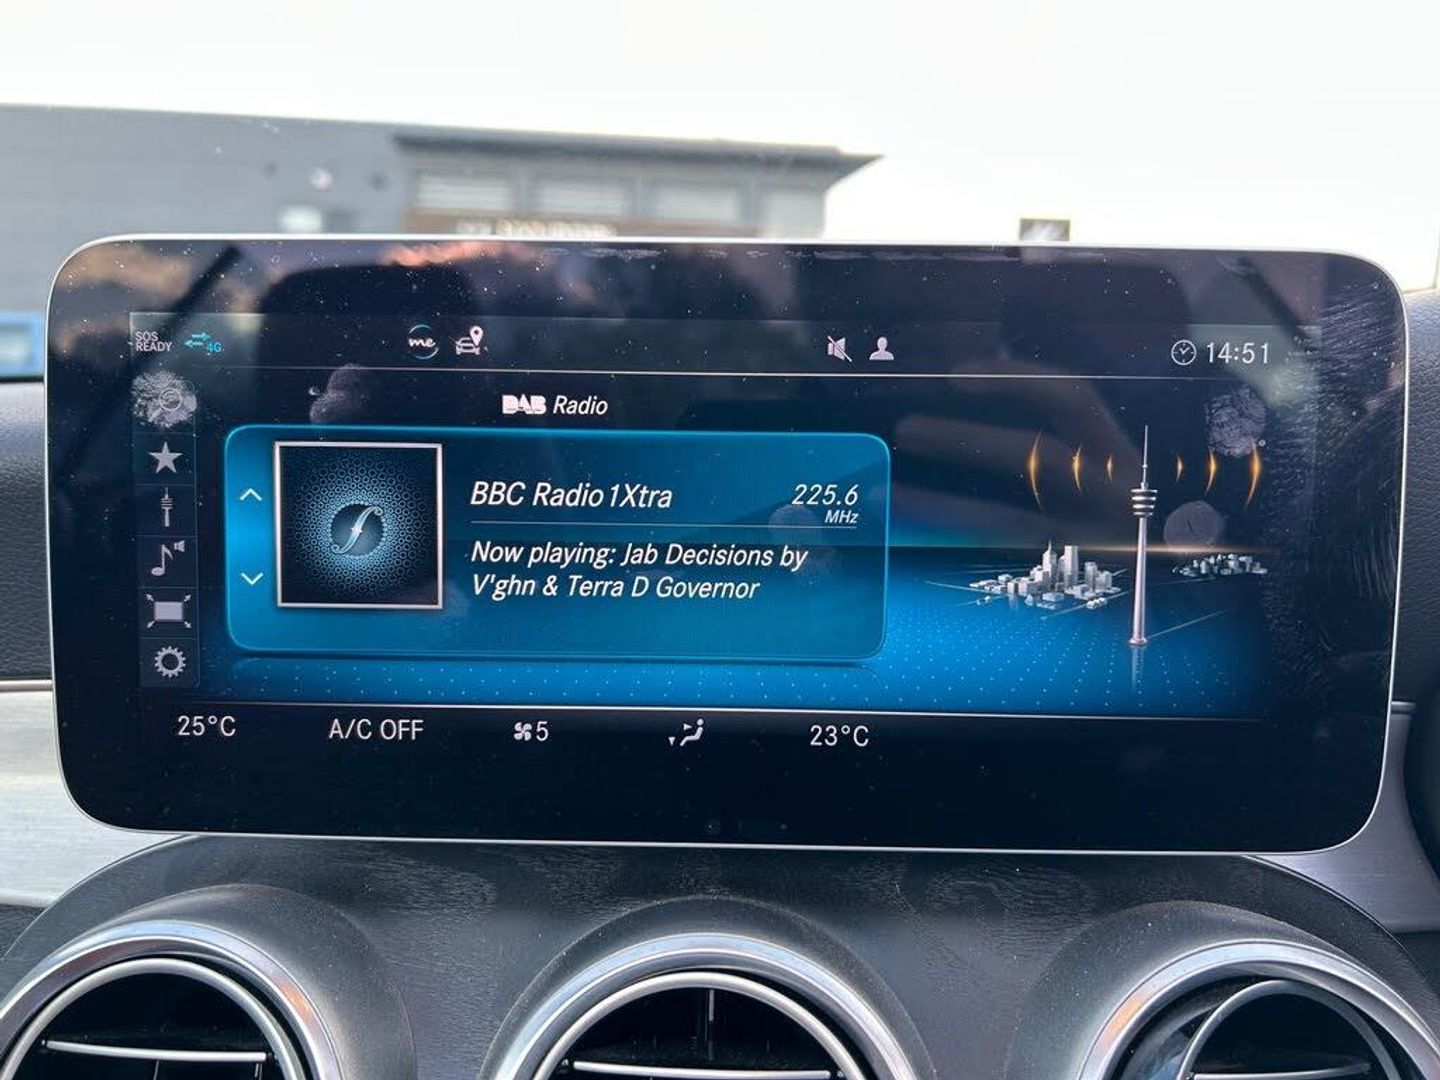 SOS
READY
4G
me
14:51
DAB Radio
BBC Radio 1Xtra
225.6
MHz
Now playing: Jab Decisions by
V'ghn & Terra D Governor
25°C
A/C OFF
5
23°C